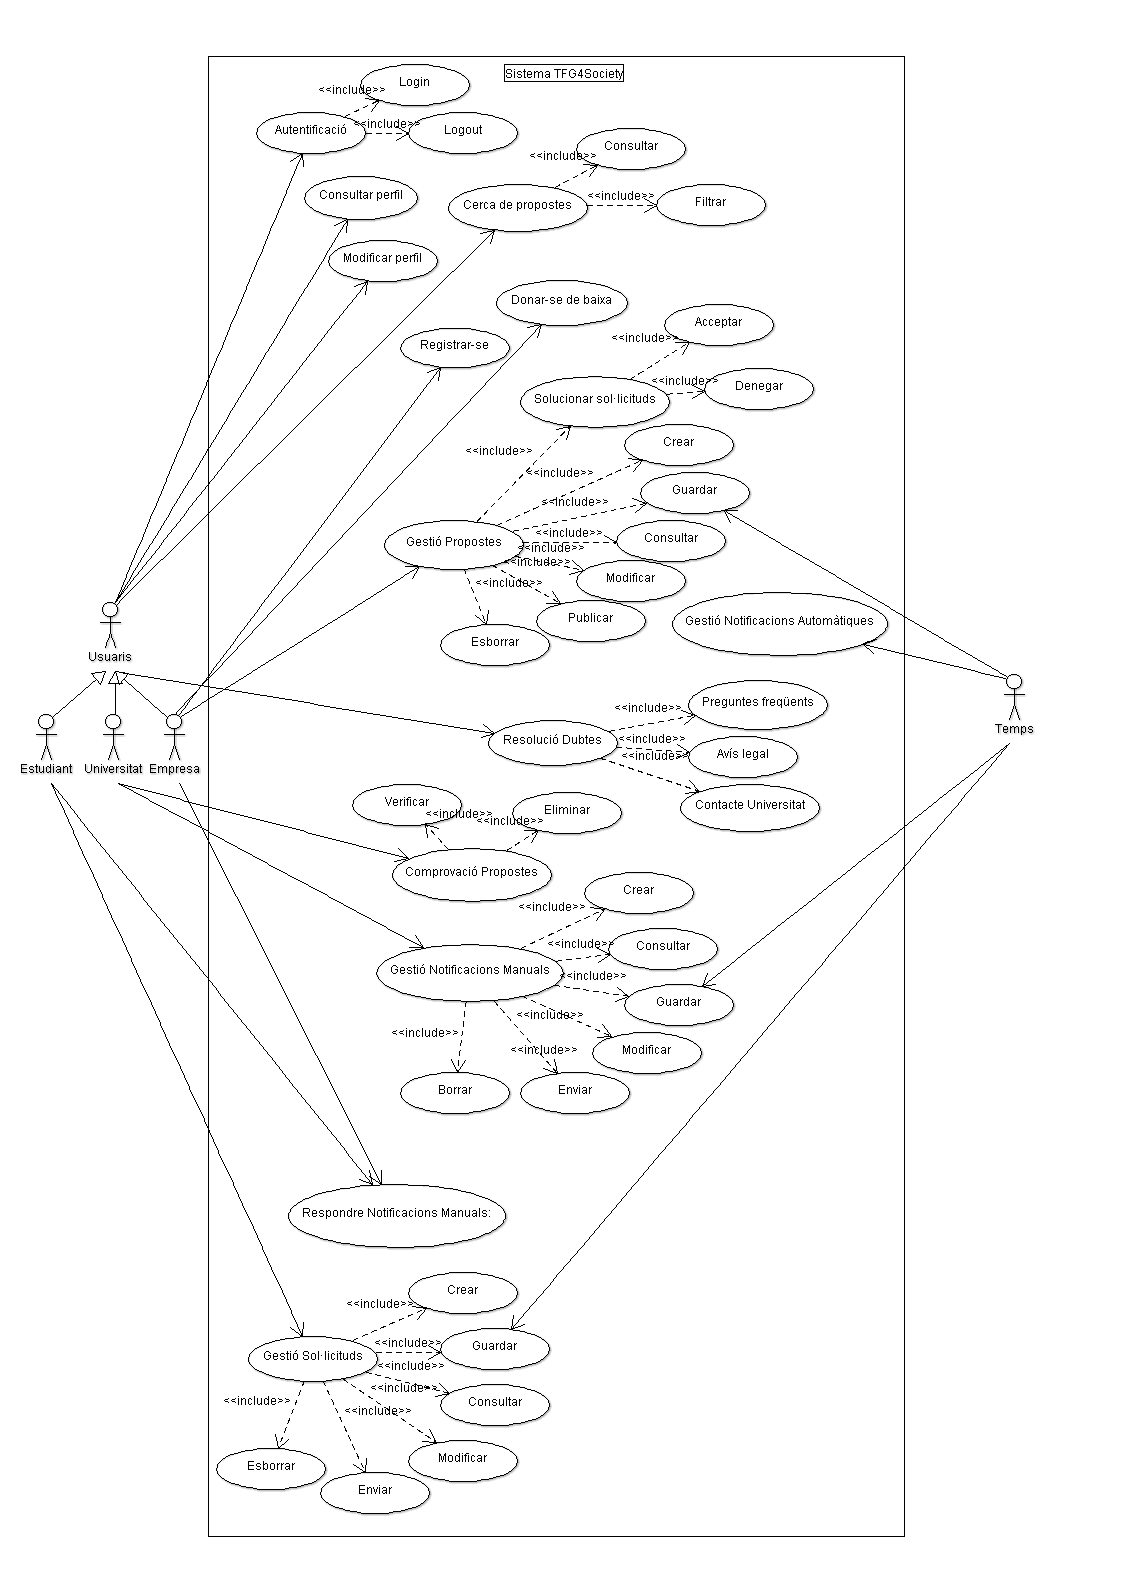 Sistema TFG4Society
Login
<<include>>
Autentificació
<<include>>
Logout
Consultar
<<include>>
Consultar perfil
Cerca de propostes
<<include>>
Filtrar
Modificar perfil
Donar-se de baixa
Registrar-se
Acceptar
<<include>>
Solucionar sol·licituds
<<include>>
Denegar
<<include>>
Crear
<<include>>
Guardar
<<include>>
Gestió Propostes
<<include>>
Consultar
<<include>>
<<include>>
Modificar
<<include>>
Publicar
Esborrar
Gestió Notificacions Automàtiques
Usuaris
Estudiant
Universitat
Empresa
Temps
<<include>>
Preguntes freqüents
Resolució Dubtes
<<include>>
Avís legal
<<include>>
Contacte Universitat
Verificar
<<include>>
<<include>>
Eliminar
Comprovació Propostes
Crear
<<include>>
<<include>>
Consultar
Gestió Notificacions Manuals
<<include>>
Guardar
<<include>>
Modificar
<<include>>
<<include>>
Borrar
Enviar
Respondre Notificacions Manuals:
Crear
<<include>>
<<include>>
Guardar
Gestió Sol·licituds
<<include>>
<<include>>
Consultar
<<include>>
<<include>>
Modificar
Esborrar
Enviar